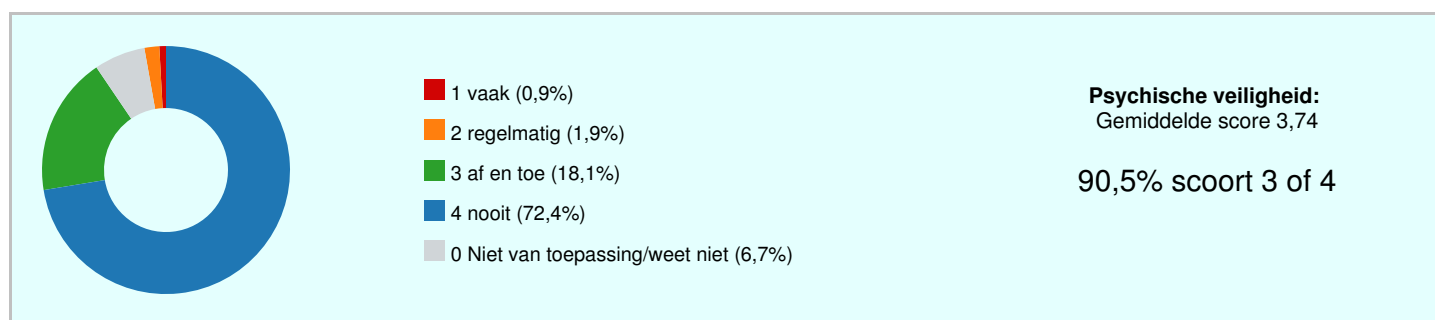 1 vaak (0,9%)
2 regelmatig (1,9%)
3 af en toe (18,1%)
4 nooit (72,4%)
0 Niet van toepassing/weet niet (6,7%)
Psychische veiligheid:
Gemiddelde score 3,74
90,5% scoort 3 of 4